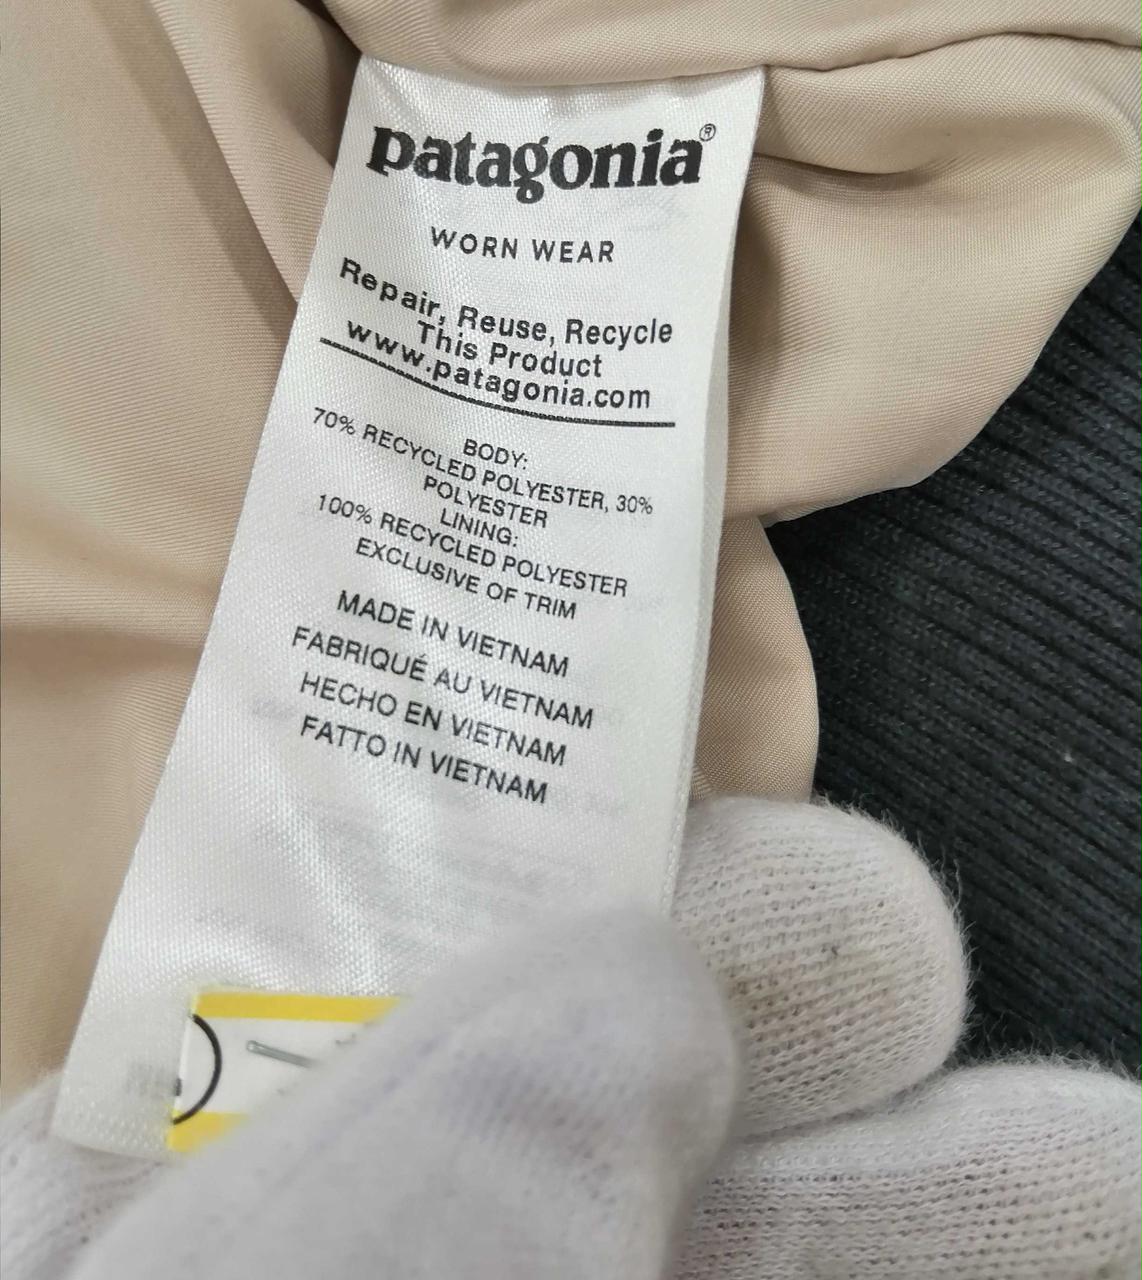 patagonia®
WORN WEAR
Repair, Reuse, Recycle
This Product
www.patagonia.com
BODY:
70% RECYCLED POLYESTER, 30%
POLYESTER
LINING:
100% RECYCLED POLYESTER
EXCLUSIVE OF TRIM
MADE IN VIETNAM
FABRIQUÉ AU VIETNAM
HECHO EN VIETNAM
FATTO IN VIETNAM